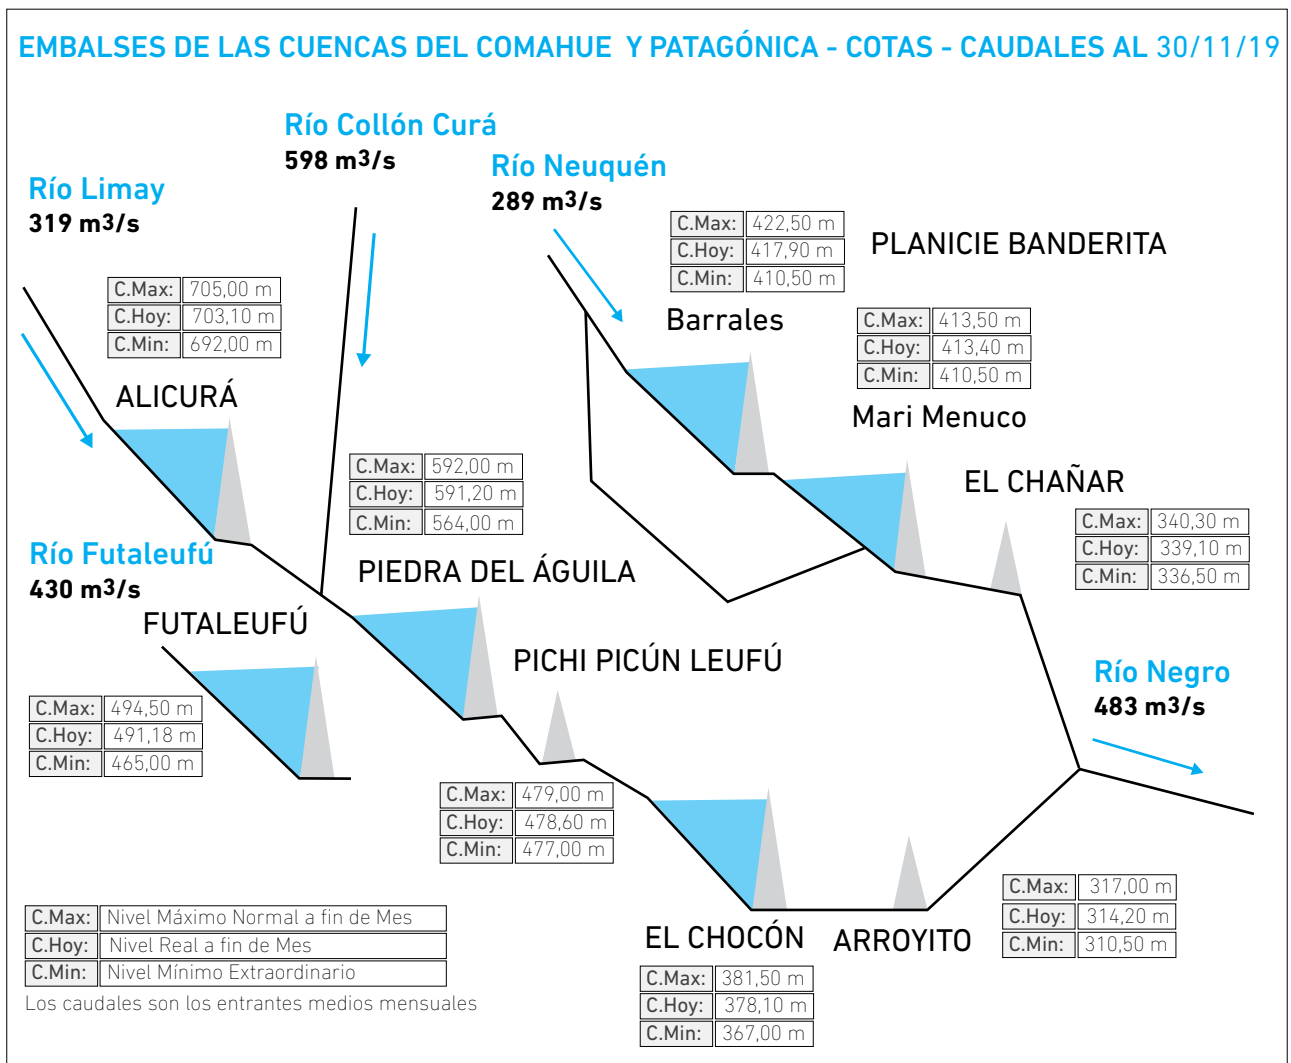 EMBALSES DE LAS CUENCAS DEL COMAHUE Y PATAGÓNICA - COTAS - CAUDALES AL 30/11/19
Río Collón Curá
598 m3/s
Río Neuquén
289 m3/s
Río Limay
319 m3/s
C.Max: 422,50 m
C.Hoy: 417,90 m
C.Min: 410,50 m
PLANICIE BANDERITA
Barrales
C.Max: 705,00 m
C.Hoy: 703,10 m
C.Min: 692,00 m
ALICURÁ
C.Max: 413,50 m
C.Hoy: 413,40 m
C.Min: 410,50 m
Mari Menuco
C.Max: 592,00 m
C.Hoy: 591,20 m
C.Min: 564,00 m
PIEDRA DEL ÁGUILA
EL CHAÑAR
C.Max: 340,30 m
C.Hoy: 339,10 m
C.Min: 336,50 m
Río Futaleufú
430 m3/s
FUTALEUFÚ
C.Max: 494,50 m
C.Hoy: 491,18 m
C.Min: 465,00 m
PICHI PICÚN LEUFÚ
C.Max: 479,00 m
C.Hoy: 478,60 m
C.Min: 477,00 m
Río Negro
483 m3/s
EL CHOCÓN
C.Max: 381,50 m
C.Hoy: 378,10 m
C.Min: 367,00 m
ARROYITO
C.Max: 317,00 m
C.Hoy: 314,20 m
C.Min: 310,50 m
C.Max: Nivel Máximo Normal a fin de Mes
C.Hoy: Nivel Real a fin de Mes
C.Min: Nivel Mínimo Extraordinario
Los caudales son los entrantes medios mensuales